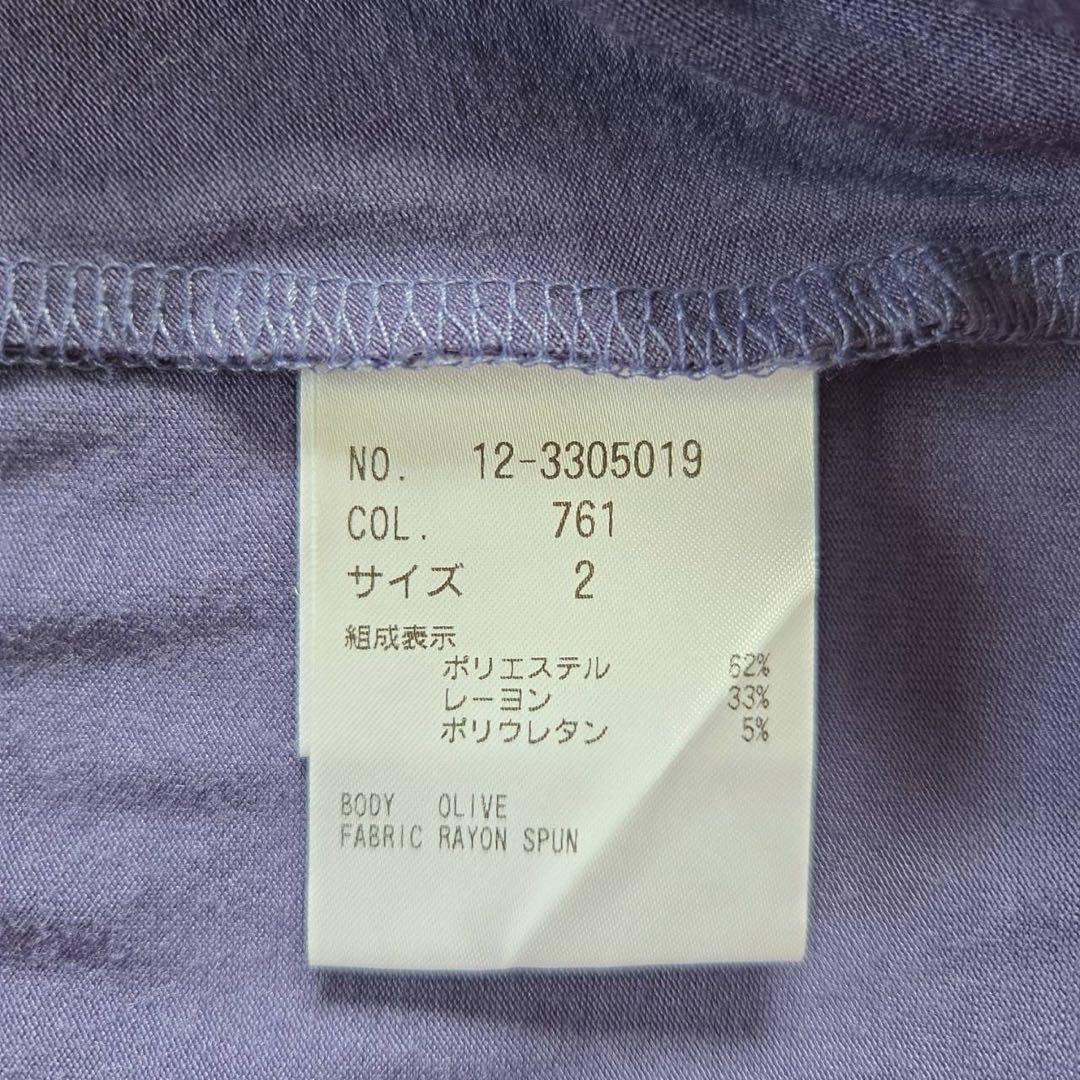 NO. 12-3305019
COL. 761
サイズ 2
組成表示
ポリエステル 62%
レーヨン 33%
ポリウレタン 5%
BODY OLIVE
FABRIC RAYON SPUN